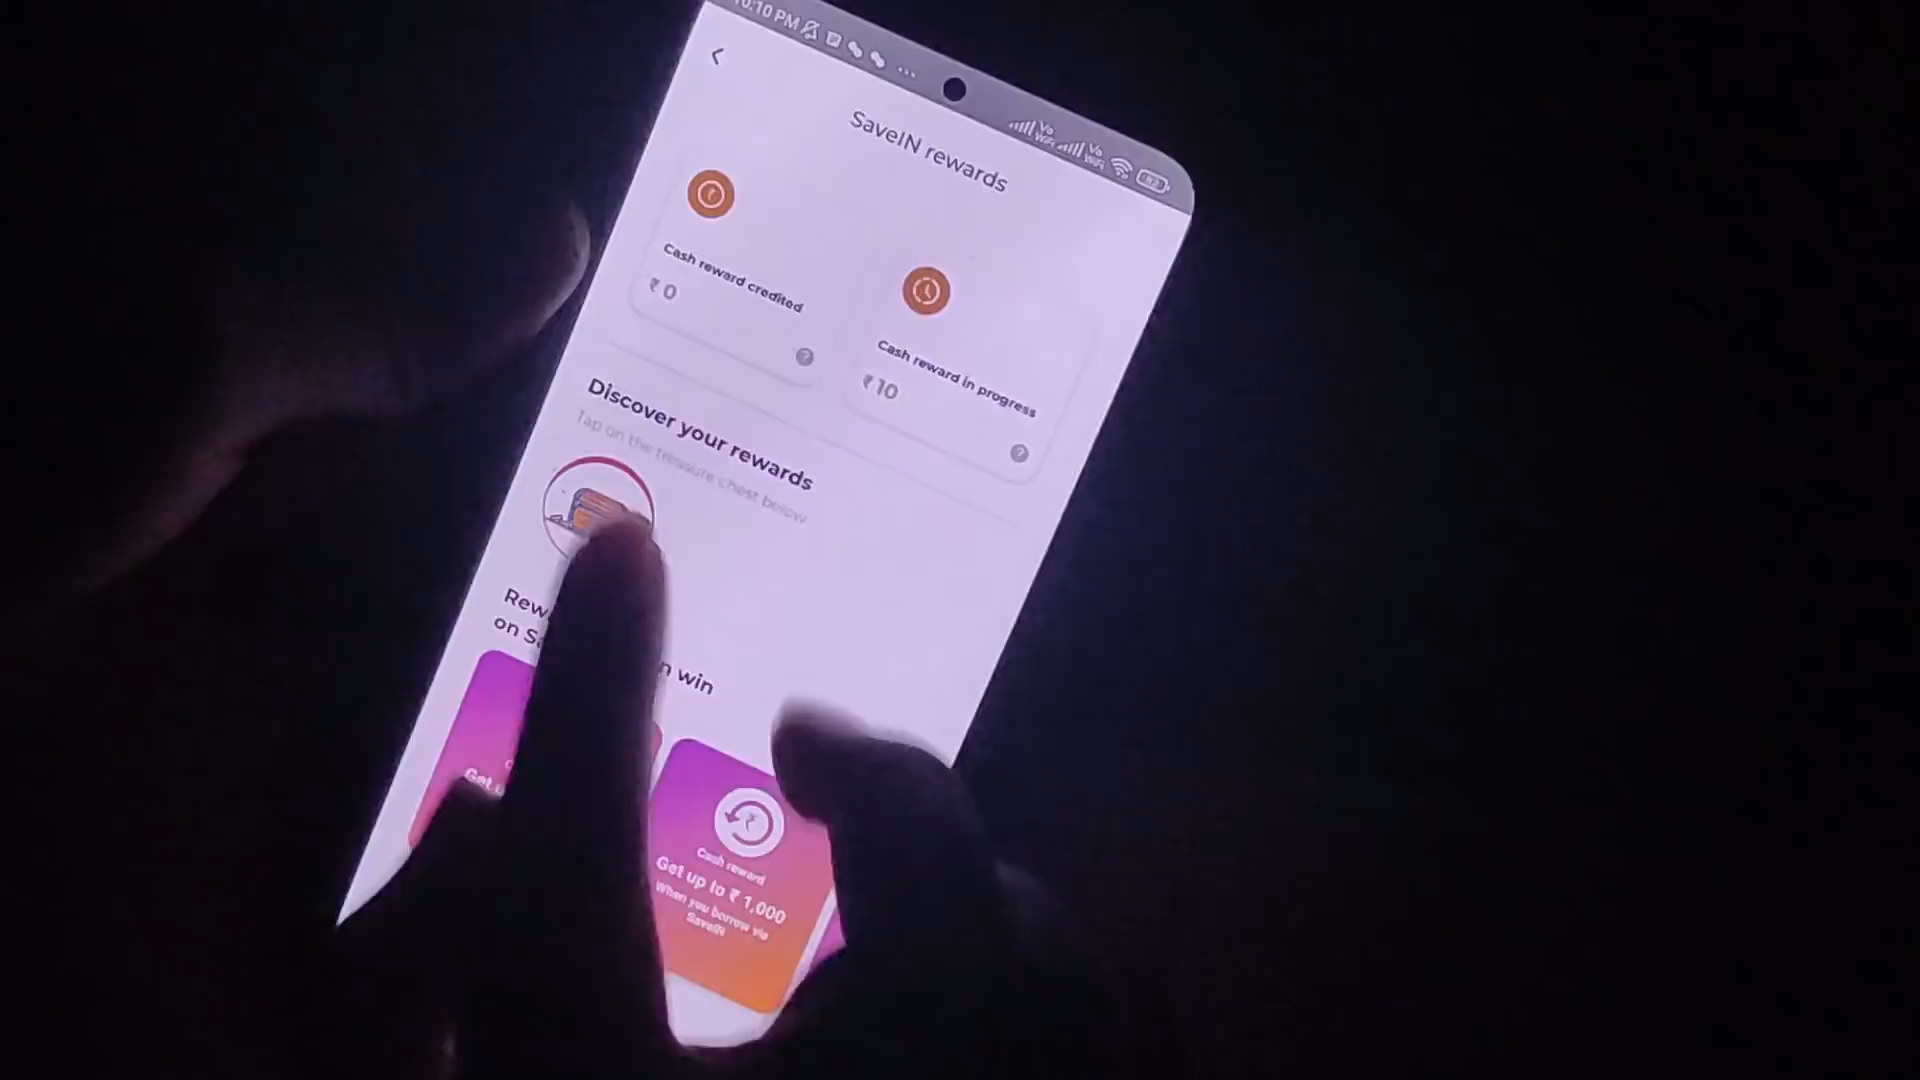 10:10 PM
SaveIN rewards
Cash reward credited
₹ 0
Cash reward in progress
₹ 10
Discover your rewards
Tap on the treasure chest below
on
win
Get
Cash reward
Get up to ₹ 1,000
When you borrow via
SaveIN